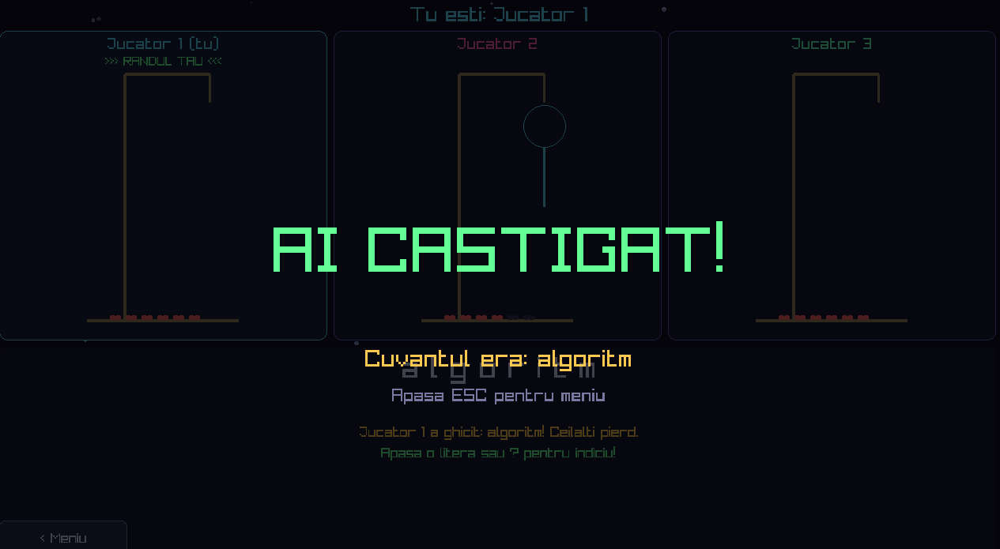 Tu esti: Jucator 1
Jucator 1 (tu)
>>> RANDUL TAU <<<
Jucator 2
Jucator 3
AI CASTIGAT!
Cuvantul era: algoritm
a l g o r i t m
Apasa ESC pentru meniu
Jucator 1 a ghicit: algoritm! Ceilalti pierd.
Apasa o litera sau ? pentru indiciu!
< Meniu